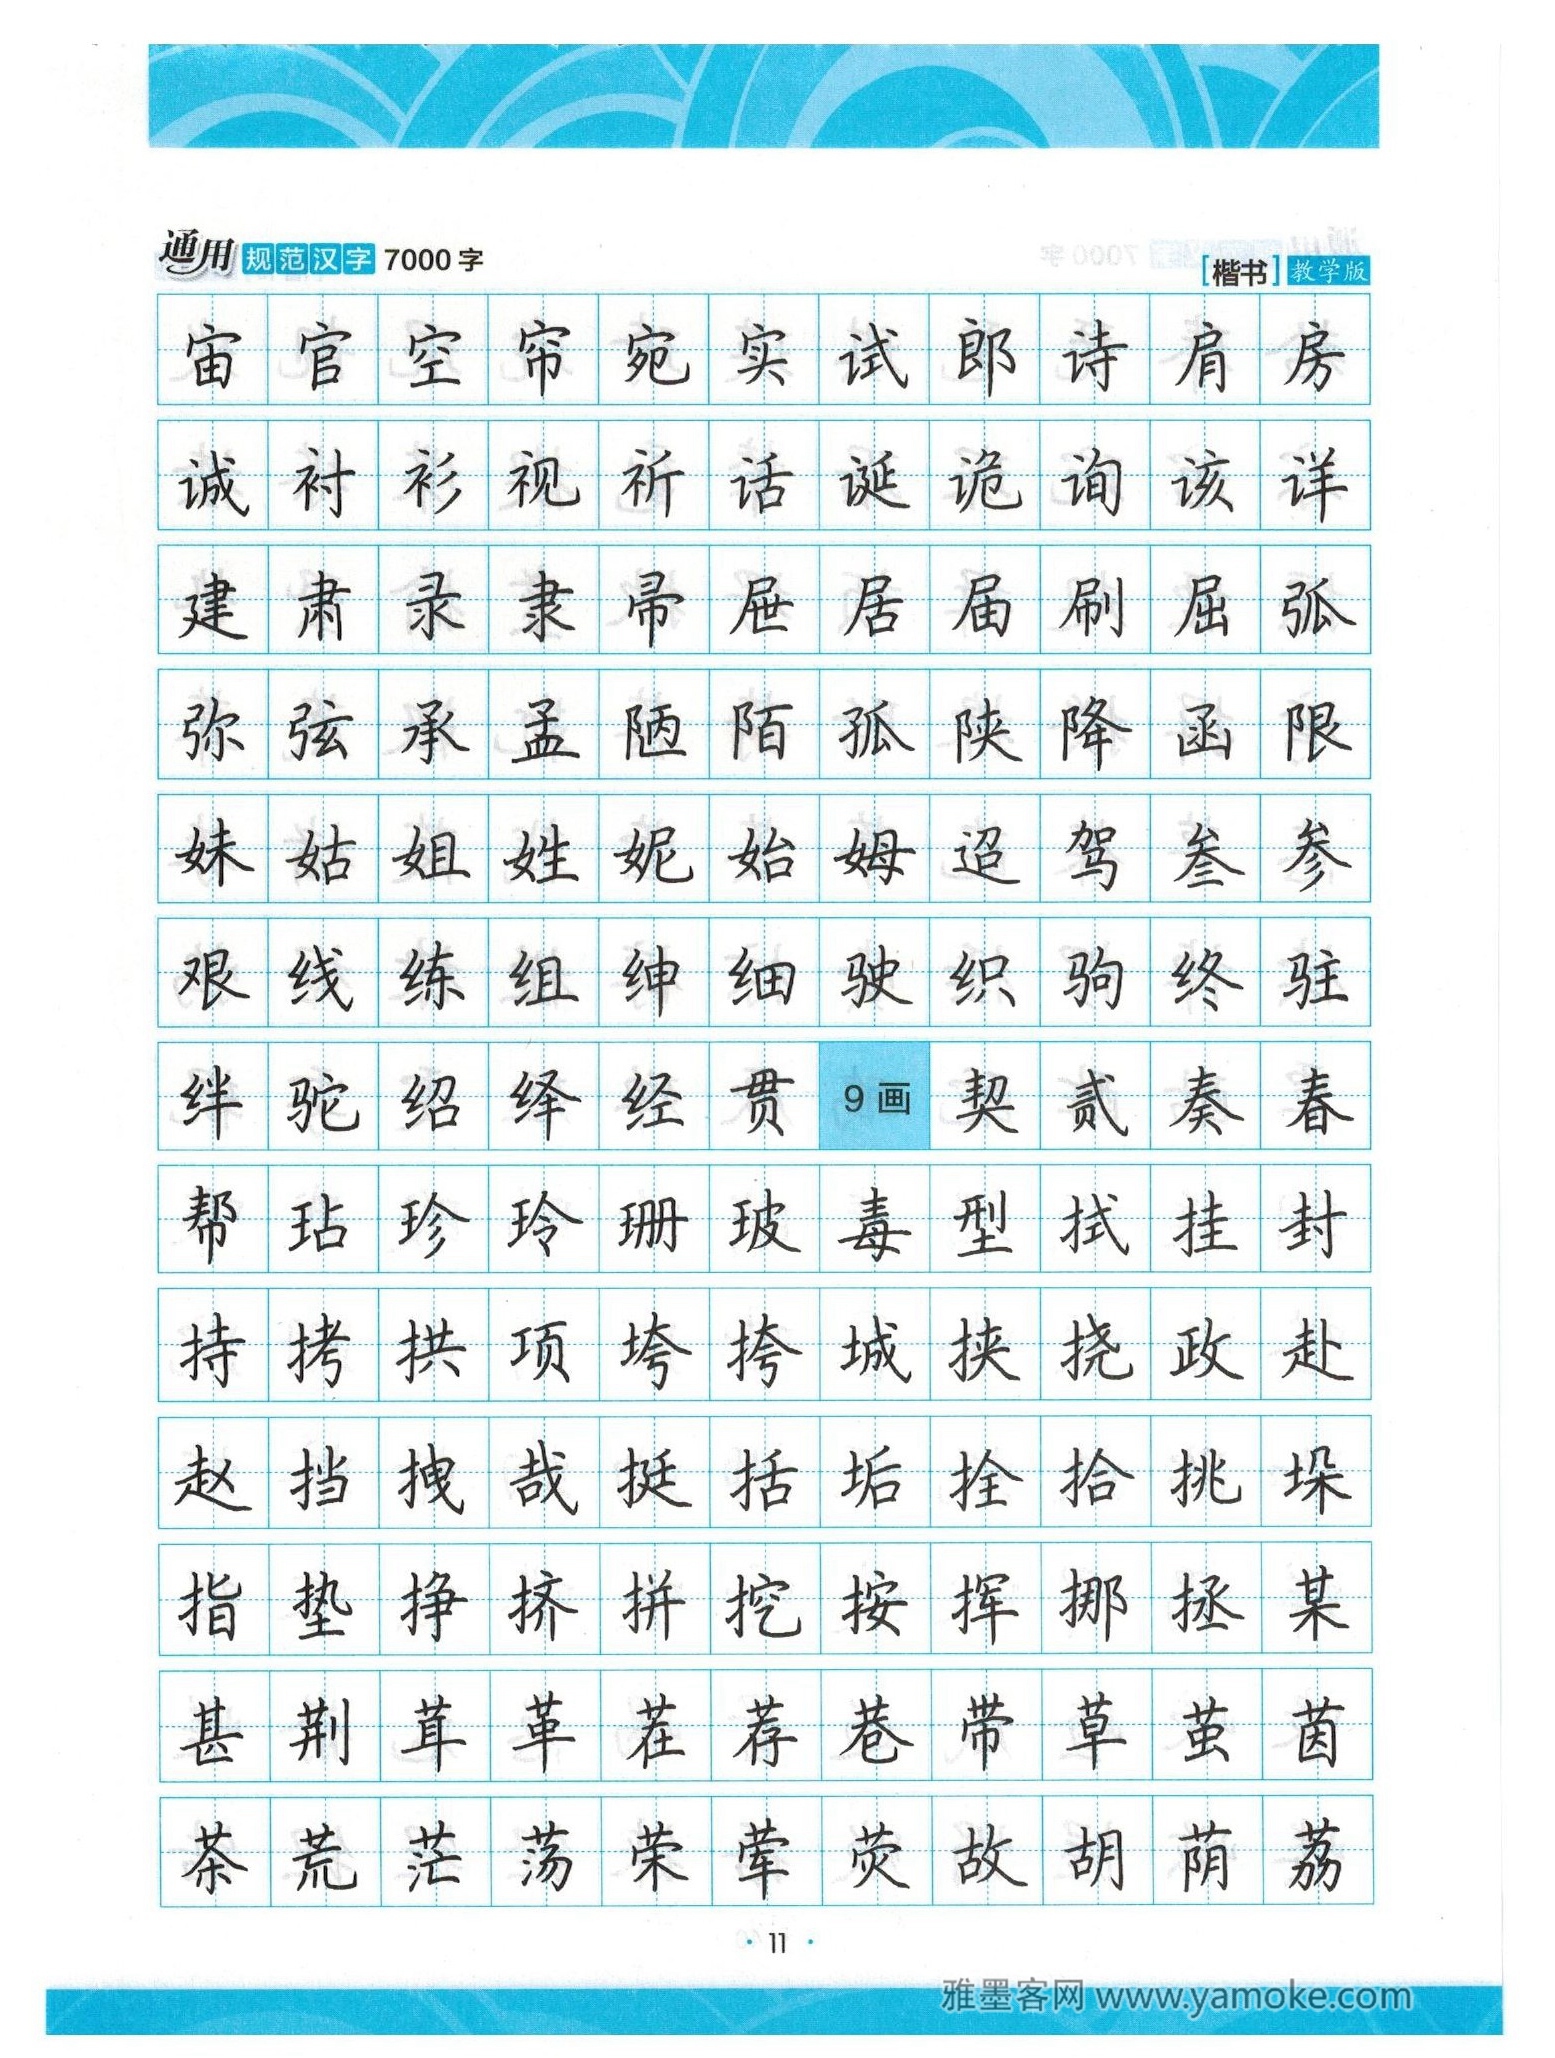 通用规范汉字7000字
[楷书]教学版
宙官空帘宛实试郎诗肩房
诚衬衫视祈话诞诡询该详
建肃录隶帚屉居届刷屈弧
弥弦承孟陋陌孤陕降函限
妹姑姐姓妮始姆迢驾叁参
艰线练组绅细驶织驹终驻
绊驼绍绎经贯9画契贰奏春
帮玷珍玲珊玻毒型拭挂封
持拷拱项垮挎城挟挠政赴
赵挡拽哉挺括垢拴拾挑垛
指垫挣挤拼挖按挥挪拯某
甚荆茸革茬荐巷带草茧茵
茶荒茫荡荣荤荧故胡荫荔
· 11 ·
雅墨客网 www.yamoke.com